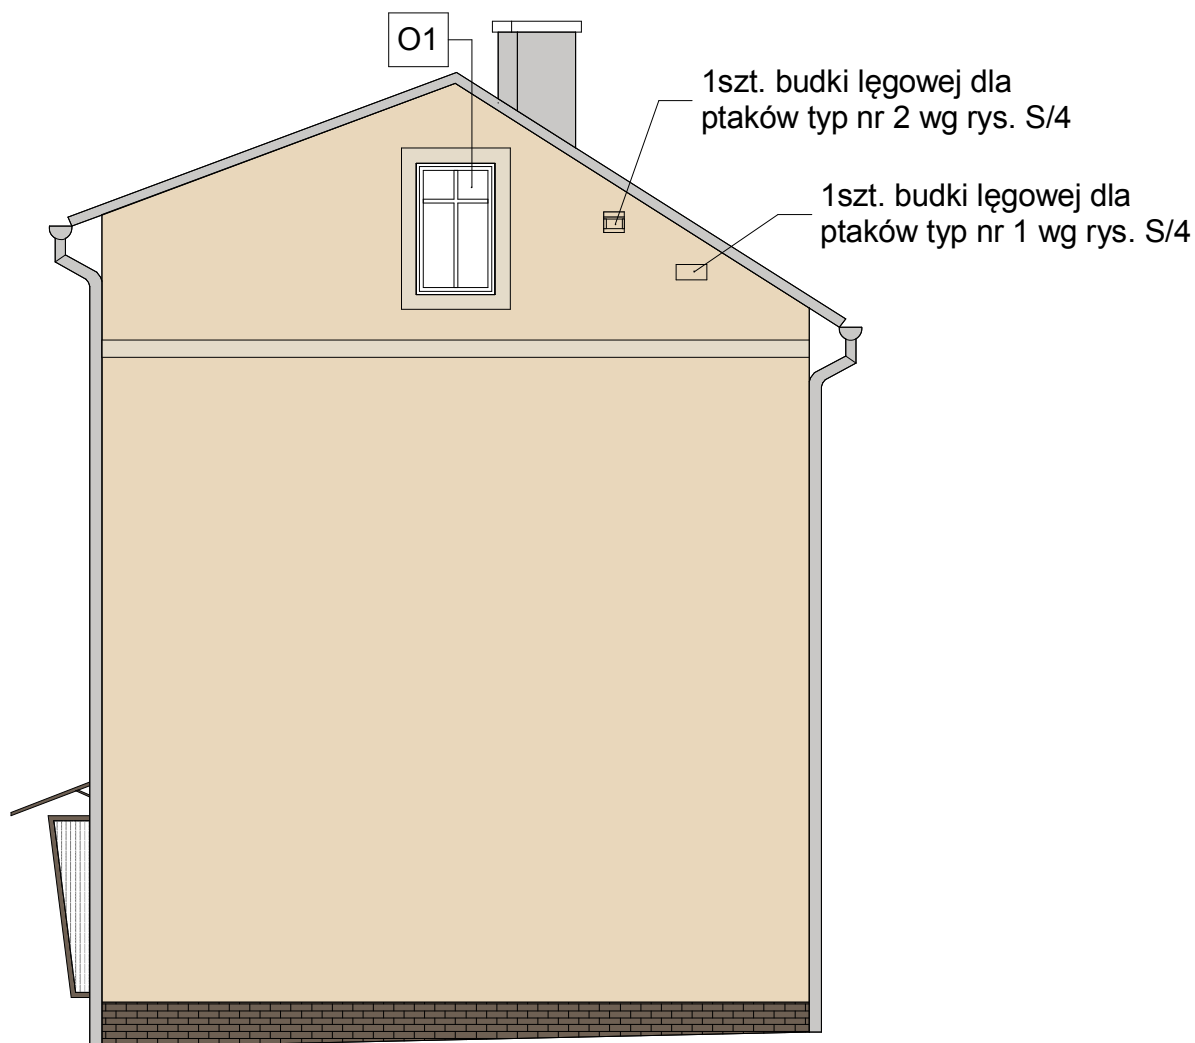 O1
1szt. budki lęgowej dla
ptaków typ nr 2 wg rys. S/4
1szt. budki lęgowej dla
ptaków typ nr 1 wg rys. S/4